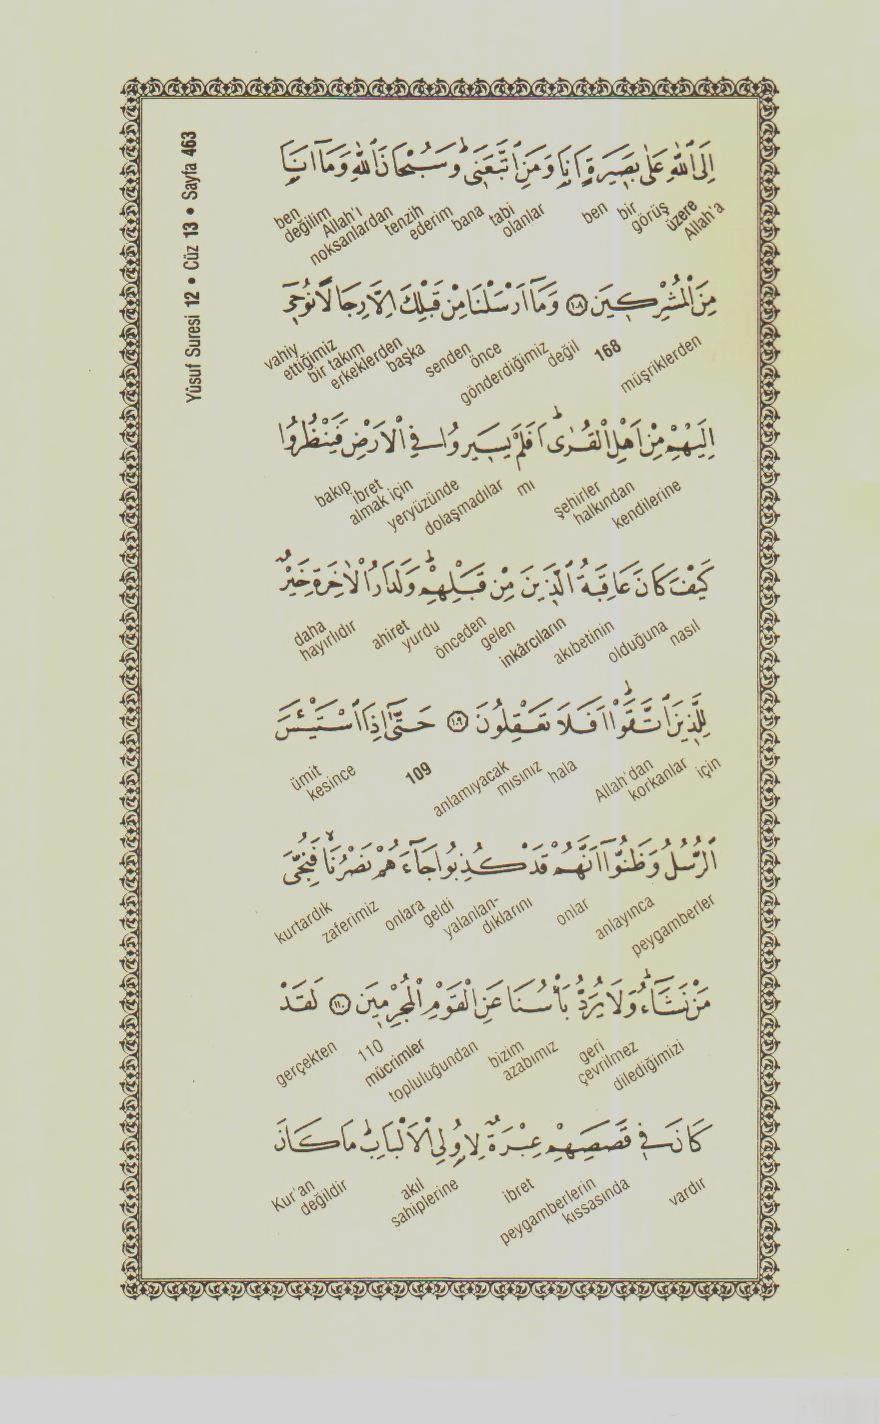 Yûsuf Suresi 12 • Cüz 13 • Sayfa 463
اِلَى اللّٰهِ عَلٰى بَصٖيرَةٍ اَنَا وَمَنِ اتَّبَعَنٖى وَسُبْحَانَ اللّٰهِ وَمَا اَنَا
Allah'a üzere görüş bir ben olanlar tabi bana ederim tenzih noksanlardan Allah'ı değilim ben
مِنَ الْمُشْرِكٖينَ ﴿١٠٨﴾ وَمَا اَرْسَلْنَا مِنْ قَبْلِكَ اِلَّا رِجَالًا نُوحٖى
müşriklerden 168 değil gönderdiğimiz önce senden başka erkeklerden bir takım ettiğimiz vahiy
اِلَيْهِمْ مِنْ اَهْلِ الْقُرٰى اَفَلَمْ يَسٖيرُوا فِى الْاَرْضِ فَيَنْظُرُوا
kendilerine halkından şehirler mı dolaşmadılar yeryüzünde almak için ibret bakıp
كَيْفَ كَانَ عَاقِبَةُ الَّذٖينَ مِنْ قَبْلِهِمْ وَلَدَارُ الْاٰخِرَةِ خَيْرٌ
nasıl olduğuna akıbetinin inkârcıların gelen önceden yurdu ahiret hayırlıdır daha
لِلَّذٖينَ اتَّقَوْا اَفَلَا تَعْقِلُونَ ﴿١٠٩﴾ حَتّٰى اِذَا اسْتَيْـَٔسَ
için korkanlar Allah'dan hala mısınız anlamıyacak 109 kesince ümit
الرُّسُلُ وَظَنُّوا اَنَّهُمْ قَدْ كُذِبُوا جَاءَهُمْ نَصْرُنَا فَنُجِّىَ
peygamberler anlayınca onlar yalanlan- dıklarını geldi onlara zaferimiz kurtardık
مَنْ نَشَاءُ وَلَا يُرَدُّ بَأْسُنَا عَنِ الْقَوْمِ الْمُجْرِمٖينَ ﴿١١٠﴾ لَقَدْ
dilediğimizi çevrilmez geri azabımız bizim topluluğundan mücrimler 110 gerçekten
كَانَ فٖى قَصَصِهِمْ عِبْرَةٌ لِاُولِى الْاَلْبَابِ مَا كَانَ
vardır kıssasında peygamberlerin ibret sahiplerine akıl değildir Kur'an